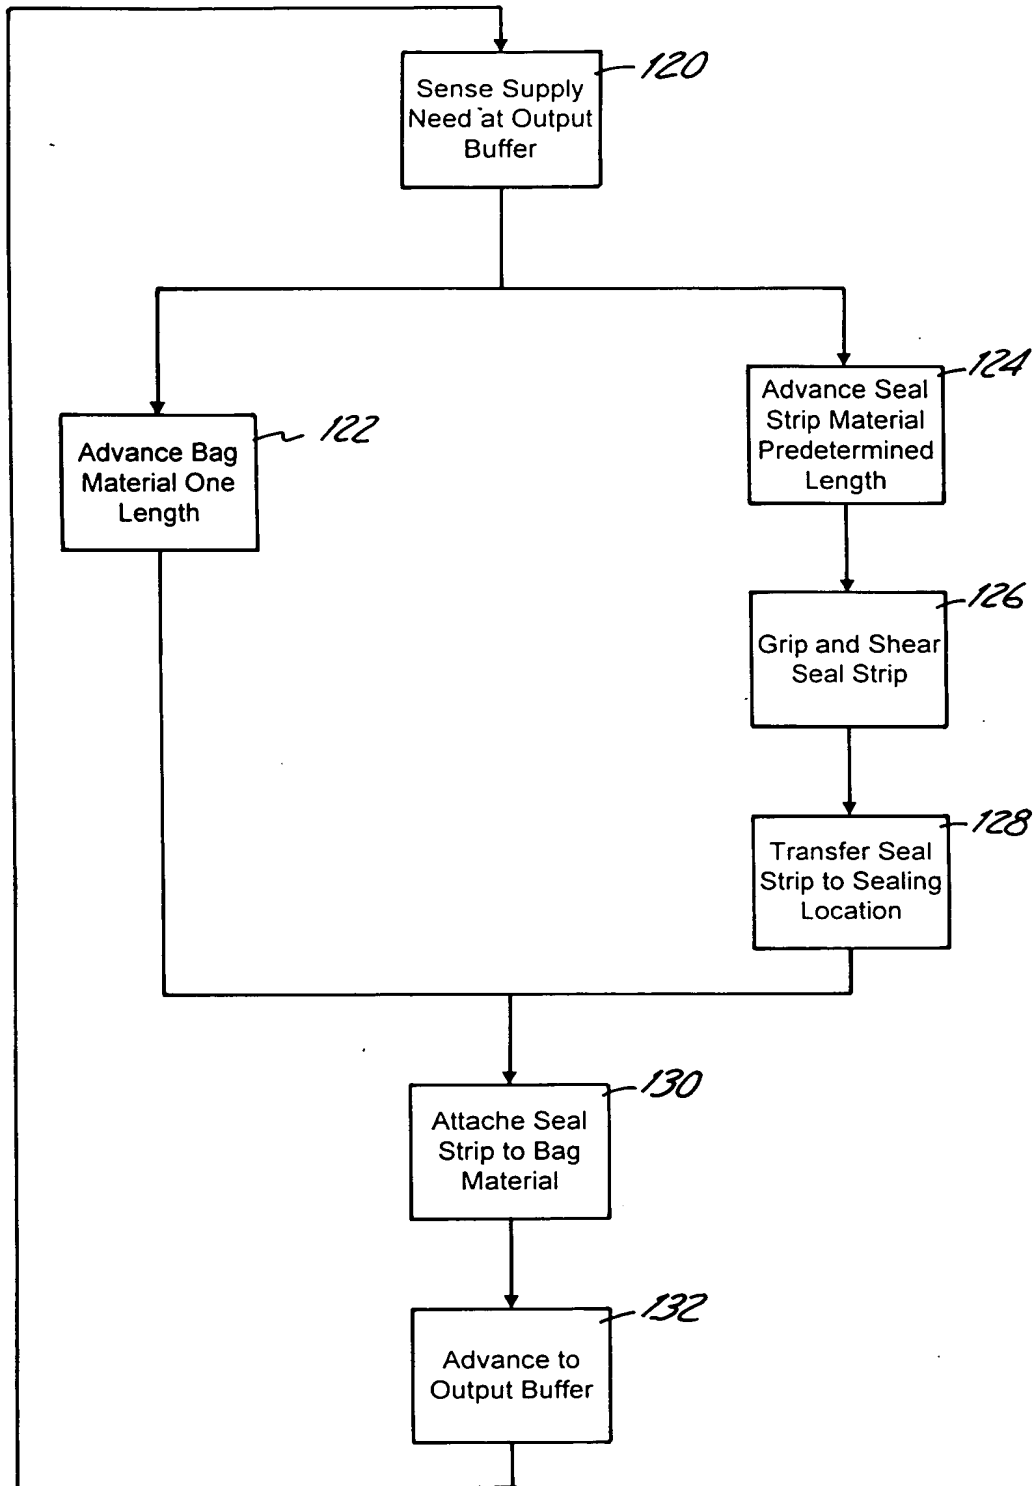 Sense Supply
Need at Output
Buffer
120
Advance Bag
Material One
Length
122
Advance Seal
Strip Material
Predetermined
Length
124
Grip and Shear
Seal Strip
126
Transfer Seal
Strip to Sealing
Location
128
Attache Seal
Strip to Bag
Material
130
Advance to
Output Buffer
132